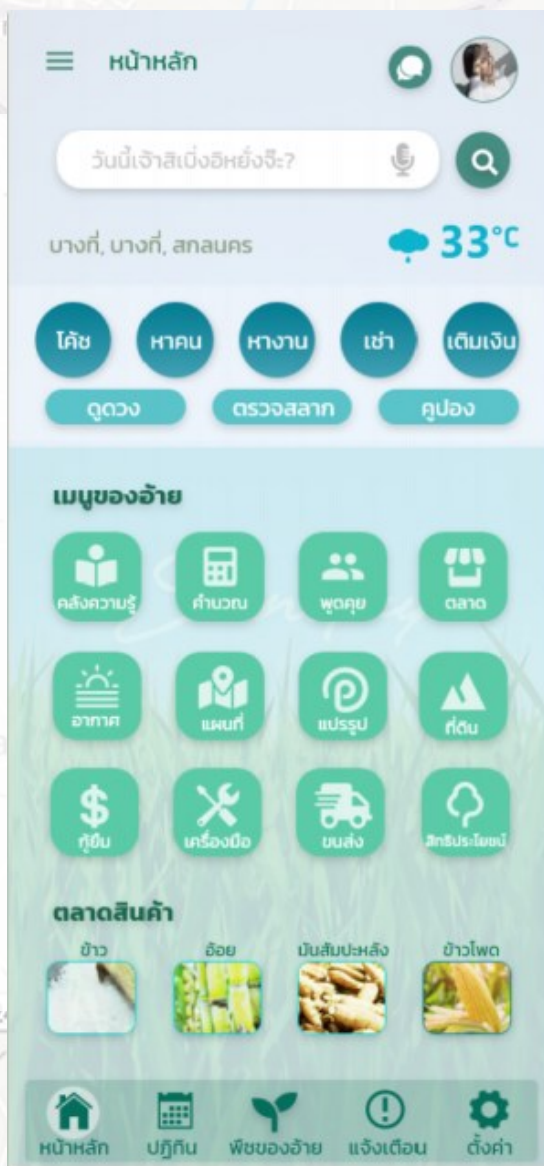 หน้าหลัก
วันนี้เจ้าสิเบิ่งอิหยั่งจ๊ะ?
บางที่, บางที่, สกลนคร
33°C
โค้ช หาคน หางาน เช่า เติมเงิน
ดูดวง ตรวจสลาก คูปอง
เมนูของอ้าย
คลังความรู้ คำนวณ พูดคุย ตลาด
อากาศ แผนที่ แปรรูป ที่ดิน
กู้ยืม เครื่องมือ ขนส่ง สิทธิประโยชน์
ตลาดสินค้า
ข้าว อ้อย มันสัมปะหลัง ข้าวโพด
หน้าหลัก ปฎิทิน พืชของอ้าย แจ้งเตือน ตั้งค่า